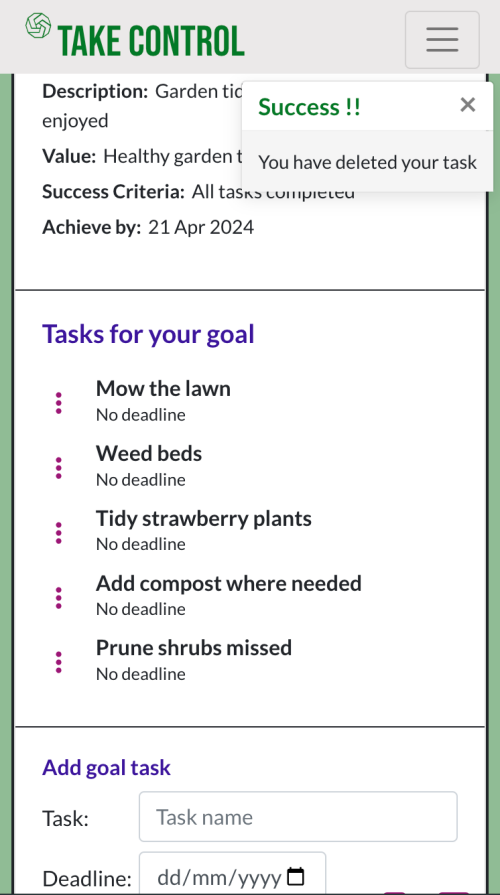 TAKE CONTROL
Success !!
You have deleted your task
Description: Garden tid
enjoyed
Value: Healthy garden t
Success Criteria: All tasks completed
Achieve by: 21 Apr 2024
Tasks for your goal
Mow the lawn
No deadline
Weed beds
No deadline
Tidy strawberry plants
No deadline
Add compost where needed
No deadline
Prune shrubs missed
No deadline
Add goal task
Task: Task name
Deadline: dd/mm/yyyy